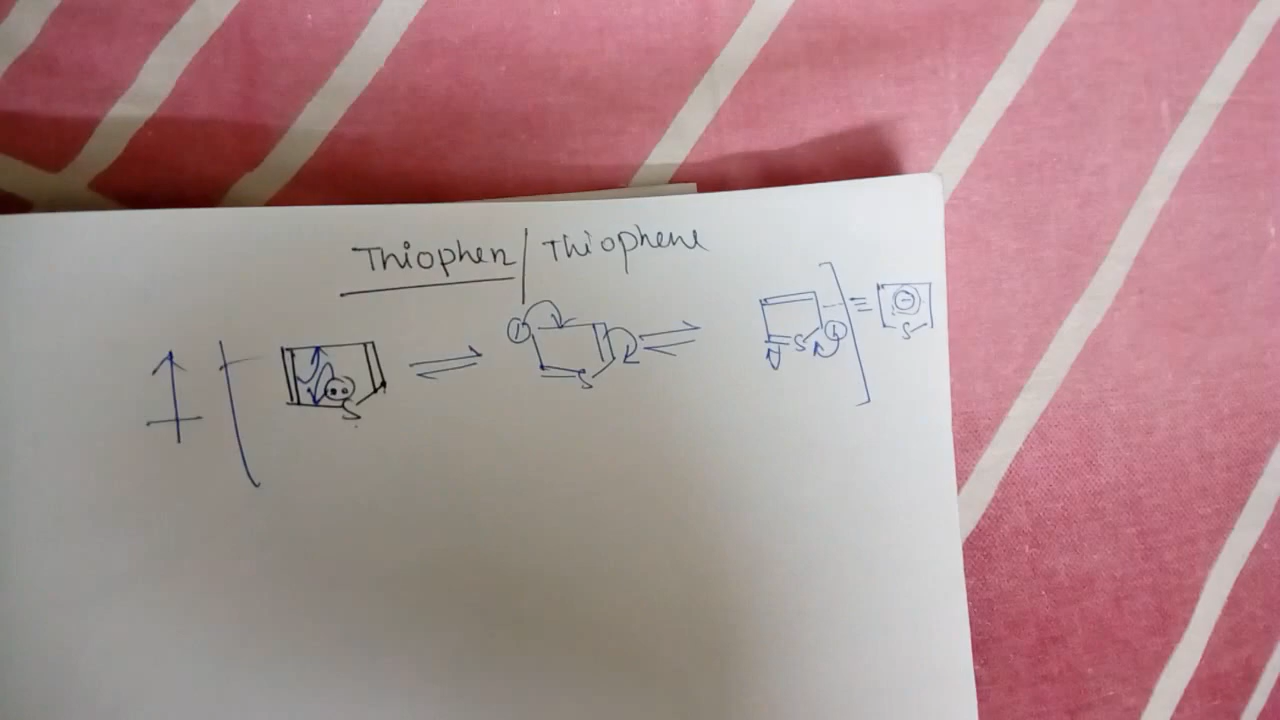 Thiophen / Thiophene
S ⇌ S ⇌ S ≡ S